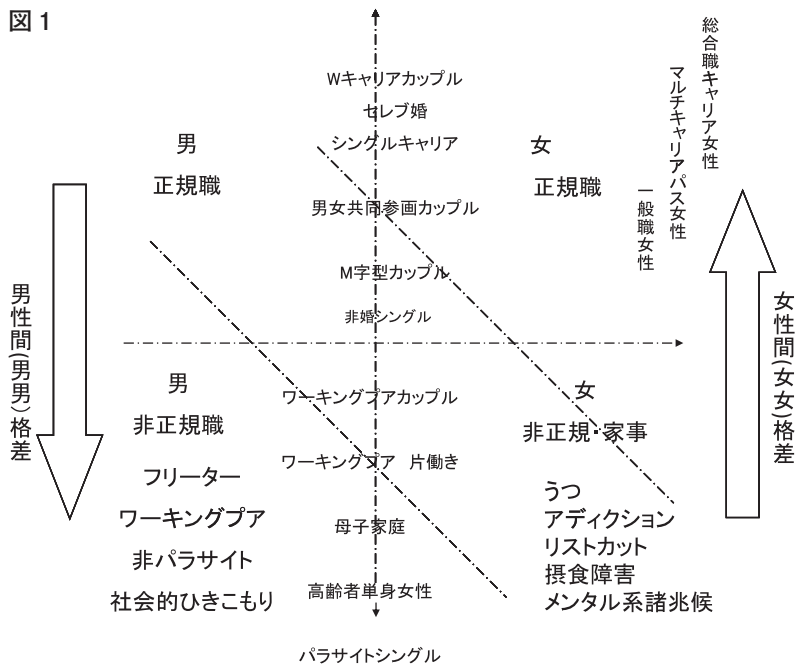 図1
Wキャリアカップル
セレブ婚
シングルキャリア
男女共同参画カップル
M字型カップル
非婚シングル
男
正規職
女
正規職
総合職キャリア女性
マルチキャリアパス女性
一般職女性
男性間(男男)格差
女性間(女女)格差
男
非正規職
フリーター
ワーキングプア
非パラサイト
社会的ひきこもり
ワーキングプアカップル
ワーキングプア 片働き
母子家庭
高齢者単身女性
パラサイトシングル
女
非正規・家事
うつ
アディクション
リストカット
摂食障害
メンタル系諸兆候